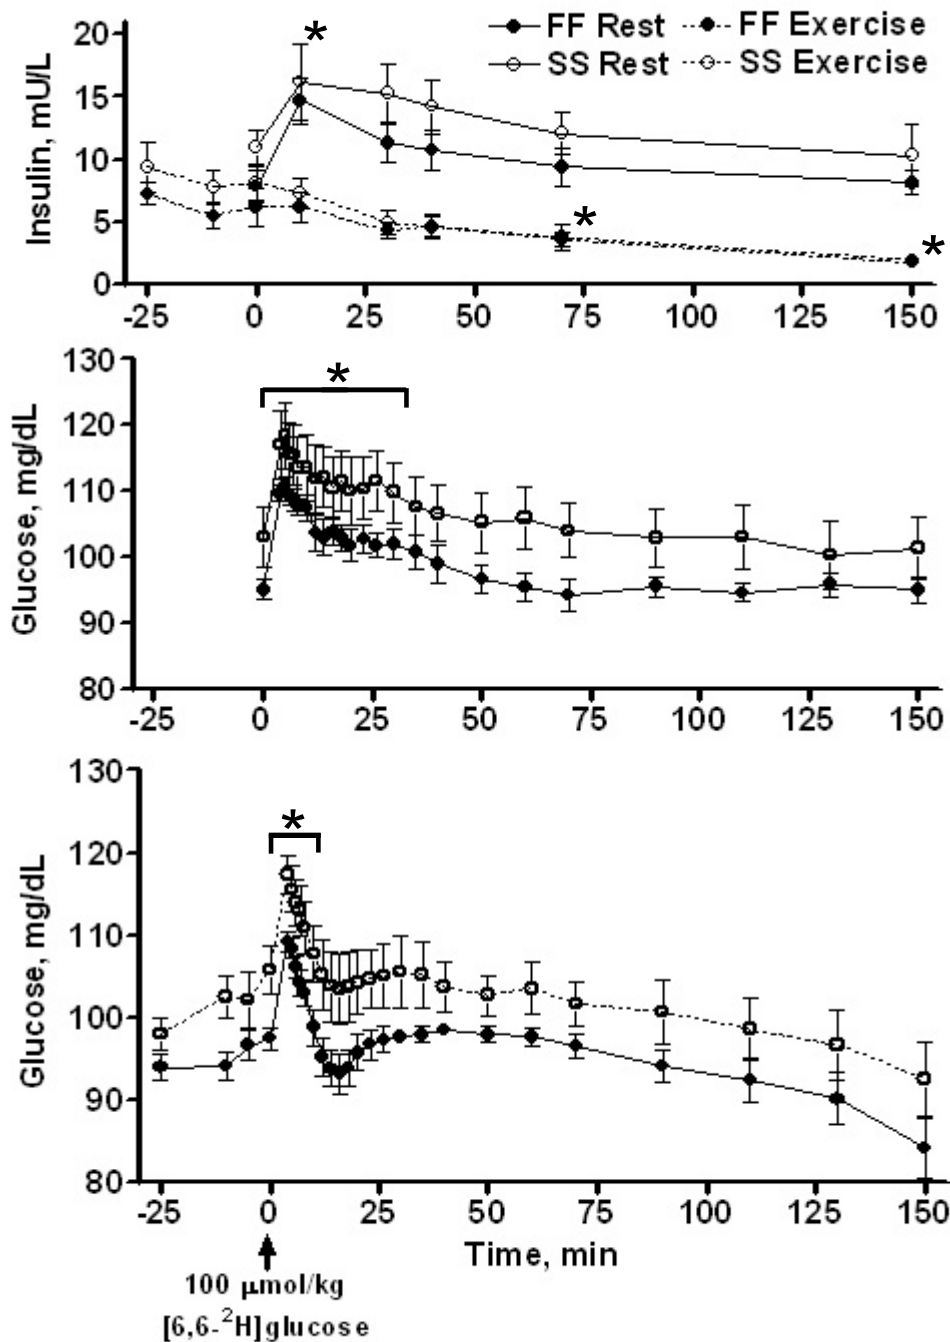 FF Rest FF Exercise
SS Rest SS Exercise
*
*
*
Insulin, mU/L
20
15
10
5
0
-25 0 25 50 75 100 125 150
*
Glucose, mg/dL
130
120
110
100
90
80
-25 0 25 50 75 100 125 150
*
Glucose, mg/dL
130
120
110
100
90
80
-25 0 25 50 75 100 125 150
Time, min
100 μmol/kg
[6,6-²H]glucose